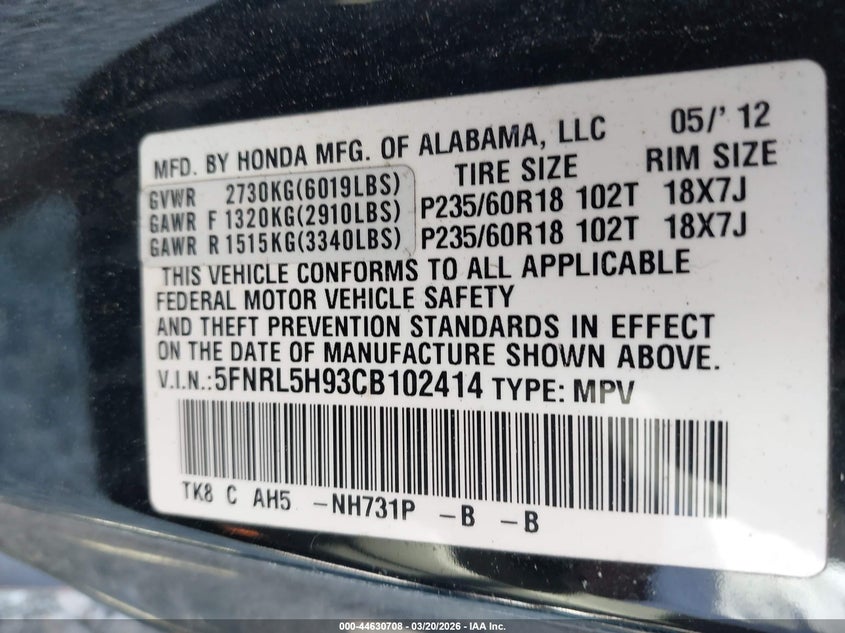 MFD. BY HONDA MFG. OF ALABAMA, LLC 05/' 12
TIRE SIZE RIM SIZE
GVWR 2730KG(6019LBS)
GAWR F 1320KG(2910LBS) P235/60R18 102T 18X7J
GAWR R 1515KG(3340LBS) P235/60R18 102T 18X7J
THIS VEHICLE CONFORMS TO ALL APPLICABLE
FEDERAL MOTOR VEHICLE SAFETY
AND THEFT PREVENTION STANDARDS IN EFFECT
ON THE DATE OF MANUFACTURE SHOWN ABOVE.
V.I.N.:5FNRL5H93CB102414 TYPE: MPV
TK8 C AH5 -NH731P -B -B
000-44630708 - 03/20/2026 - IAA Inc.